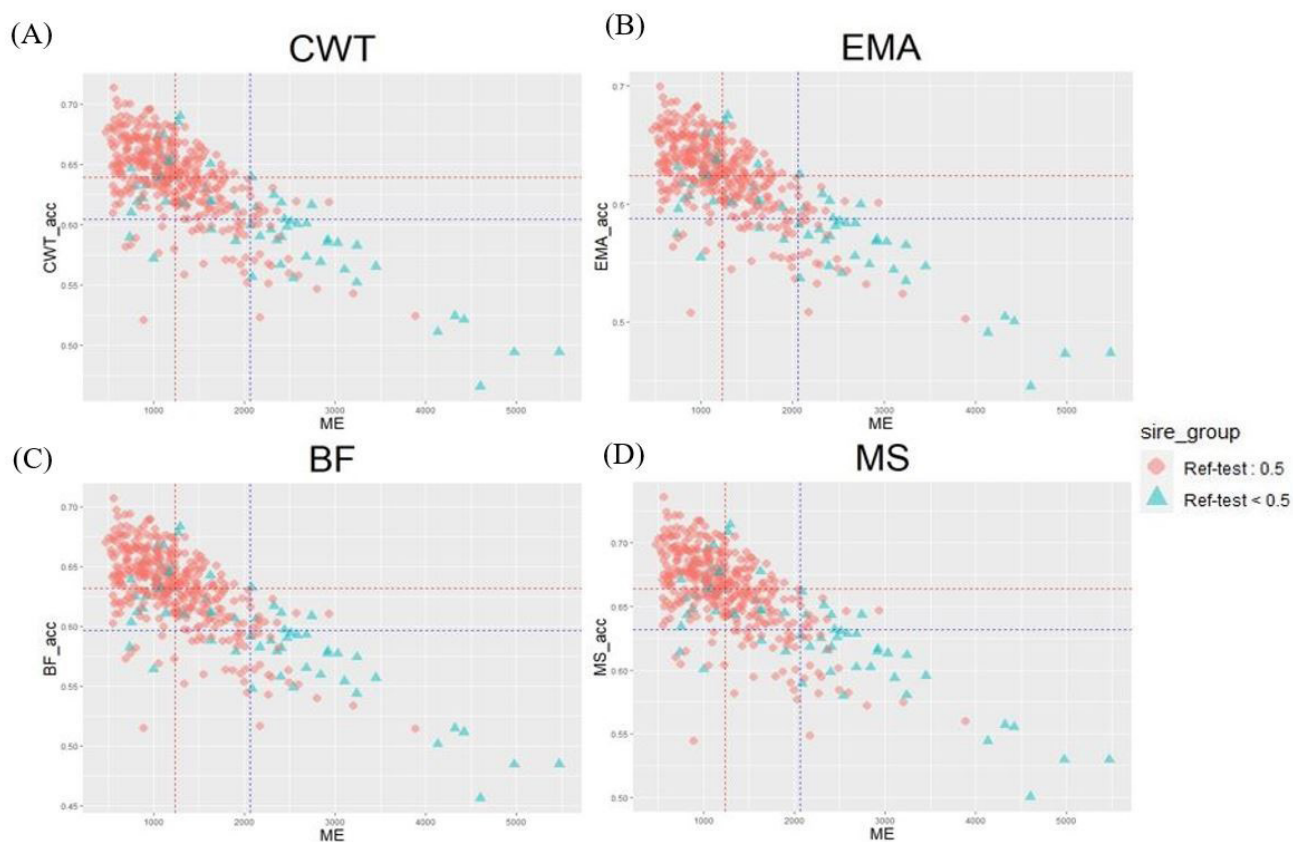 (A)
CWT
0.70
0.65
0.60
0.55
0.50
CWT_acc
1000 2000 3000 4000 5000
ME
(B)
EMA
0.7
0.6
0.5
EMA_acc
1000 2000 3000 4000 5000
ME
(C)
BF
0.70
0.65
0.60
0.55
0.50
0.45
BF_acc
1000 2000 3000 4000 5000
ME
(D)
MS
0.70
0.65
0.60
0.55
0.50
MS_acc
1000 2000 3000 4000 5000
ME
sire_group
Ref-test : 0.5
Ref-test < 0.5